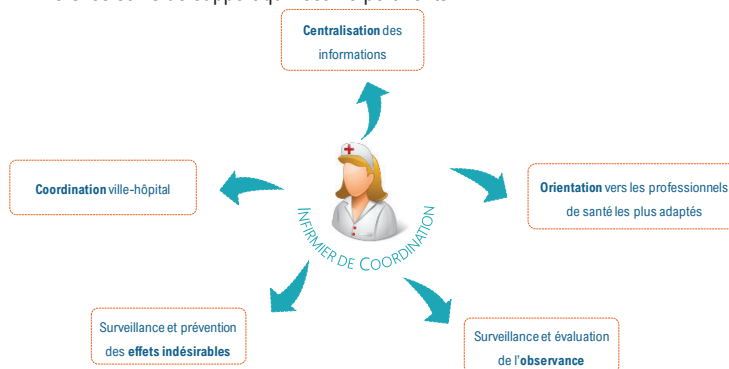 Centralisation des
informations
Coordination ville-hôpital
Orientation vers les professionnels
de santé les plus adaptés
INFIRMIER DE COORDINATION
Surveillance et prévention
des effets indésirables
Surveillance et évaluation
de l'observance